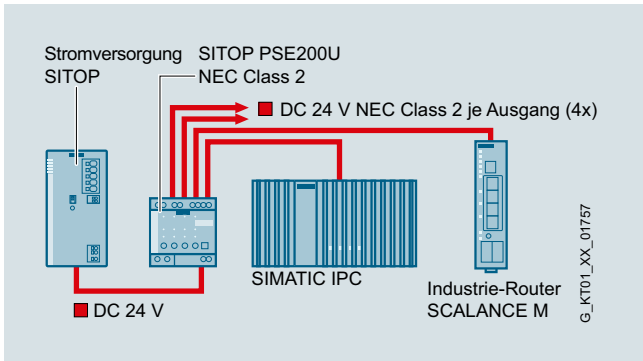 Stromversorgung
SITOP
SITOP PSE200U
NEC Class 2
DC 24 V NEC Class 2 je Ausgang (4x)
SIMATIC IPC
Industrie-Router
SCALANCE M
DC 24 V
G_KT01_XX_01757